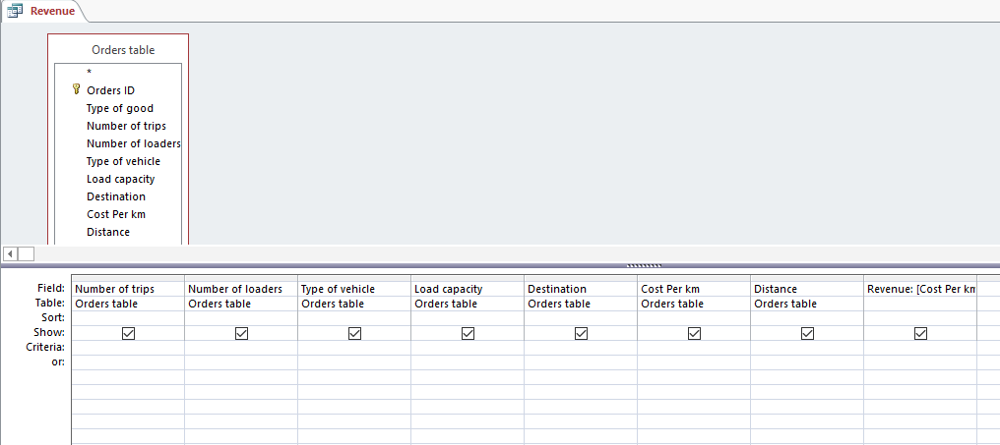 Revenue
Orders table
*
Orders ID
Type of good
Number of trips
Number of loaders
Type of vehicle
Load capacity
Destination
Cost Per km
Distance
Field: Number of trips Number of loaders Type of vehicle Load capacity Destination Cost Per km Distance Revenue: [Cost Per km
Table: Orders table Orders table Orders table Orders table Orders table Orders table Orders table
Sort:
Show:
Criteria:
or: